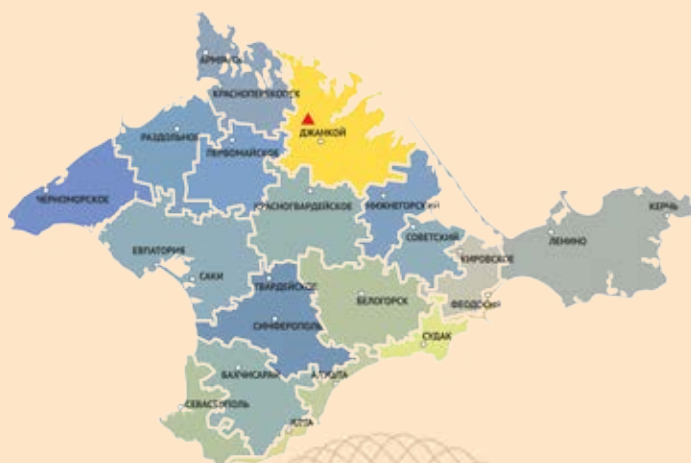 АРМЯНСК
КРАСНОПЕРЕКОПСК
РАЗДОЛЬНОЕ
ДЖАНКОЙ
ПЕРВОМАЙСКОЕ
ЧЕРНОМОРСКОЕ
КРАСНОГВАРДЕЙСКОЕ
НИЖНЕГОРСКИЙ
КЕРЧЬ
СОВЕТСКИЙ
ЛЕНИНО
ЕВПАТОРИЯ
КИРОВСКОЕ
САКИ
ГВАРДЕЙСКОЕ
БЕЛОГОРСК
ФЕОДОСИЯ
СИМФЕРОПОЛЬ
СУДАК
БАХЧИСАРАЙ
АЛУШТА
СЕВАСТОПОЛЬ
ЯЛТА